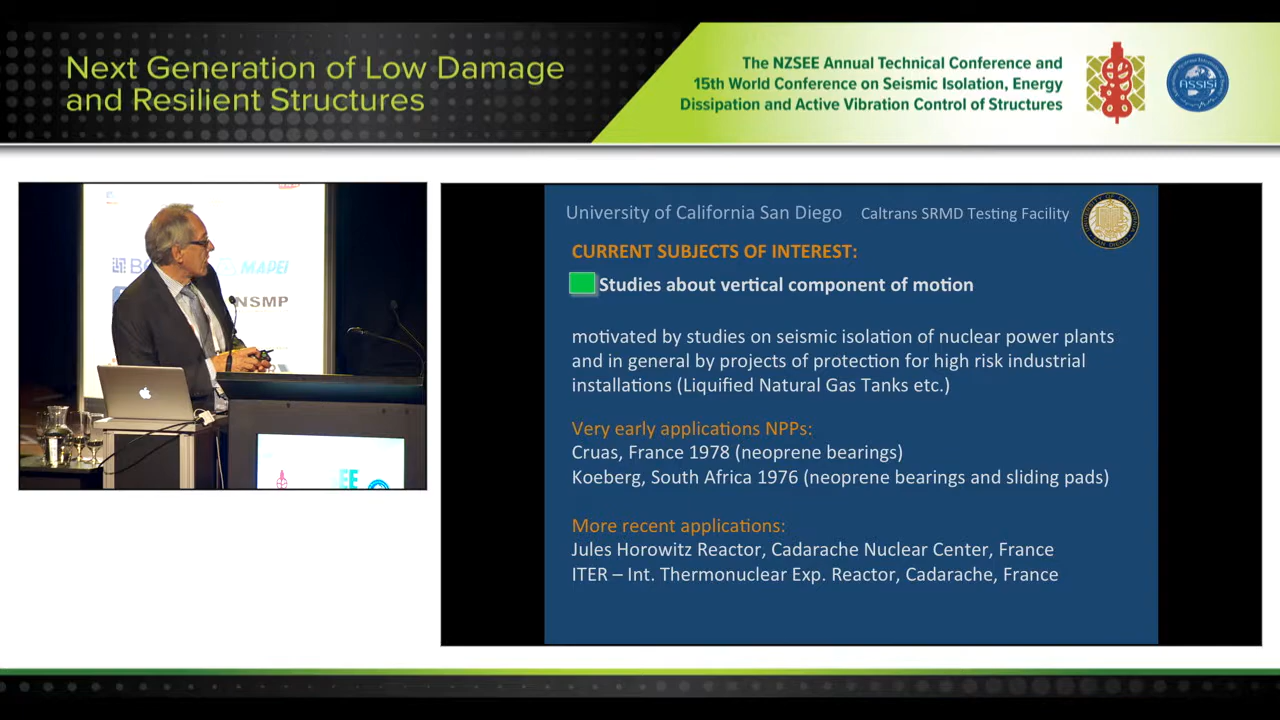 Next Generation of Low Damage
and Resilient Structures
The NZSEE Annual Technical Conference and
15th World Conference on Seismic Isolation, Energy
Dissipation and Active Vibration Control of Structures
ASSISi
MAPEI
NSMP
EE
University of California San Diego Caltrans SRMD Testing Facility
CURRENT SUBJECTS OF INTEREST:
Studies about vertical component of motion
motivated by studies on seismic isolation of nuclear power plants
and in general by projects of protection for high risk industrial
installations (Liquified Natural Gas Tanks etc.)
Very early applications NPPs:
Cruas, France 1978 (neoprene bearings)
Koeberg, South Africa 1976 (neoprene bearings and sliding pads)
More recent applications:
Jules Horowitz Reactor, Cadarache Nuclear Center, France
ITER – Int. Thermonuclear Exp. Reactor, Cadarache, France